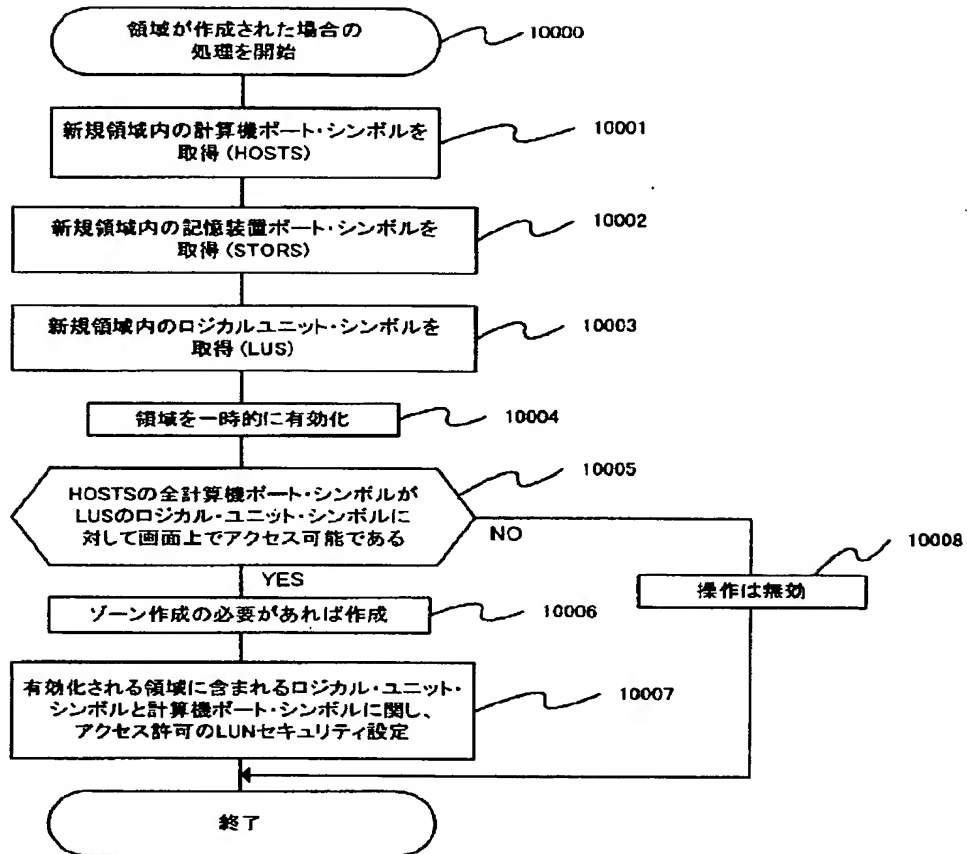 領域が作成された場合の
処理を開始
10000
新規領域内の計算機ポート・シンボルを
取得(HOSTS)
10001
新規領域内の記憶装置ポート・シンボルを
取得(STORS)
10002
新規領域内のロジカルユニット・シンボルを
取得(LUS)
10003
領域を一時的に有効化
10004
HOSTSの全計算機ポート・シンボルが
LUSのロジカル・ユニット・シンボルに
対して画面上でアクセス可能である
10005
NO
YES
10008
操作は無効
ゾーン作成の必要があれば作成
10006
有効化される領域に含まれるロジカル・ユニット・
シンボルと計算機ポート・シンボルに関し、
アクセス許可のLUNセキュリティ設定
10007
終了